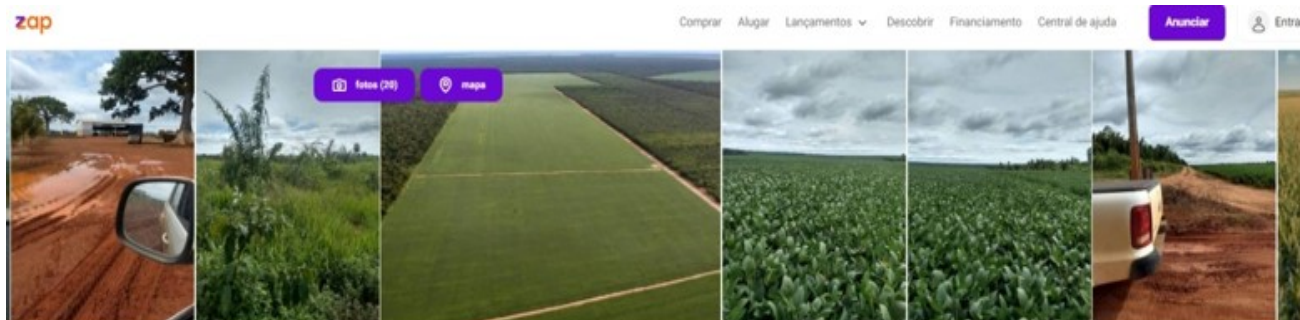 zap
Comprar Alugar Lançamentos Descobrir Financiamento Central de ajuda Anunciar Entra
fotos (20) mapa